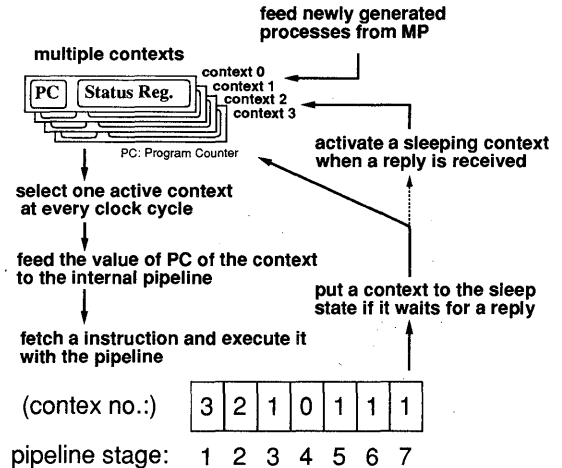 feed newly generated
processes from MP
multiple contexts
context 0
context 1
context 2
context 3
PC
Status Reg.
PC: Program Counter
activate a sleeping context
when a reply is received
select one active context
at every clock cycle
feed the value of PC of the context
to the internal pipeline
put a context to the sleep
state if it waits for a reply
fetch a instruction and execute it
with the pipeline
(contex no.:) 3 2 1 0 1 1 1
pipeline stage: 1 2 3 4 5 6 7